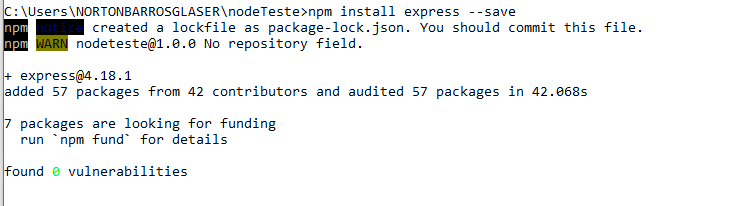 C:\Users\NORTONBARROSGLASER\nodeTeste>npm install express --save
npm notice created a lockfile as package-lock.json. You should commit this file.
npm WARN nodeteste@1.0.0 No repository field.
+ express@4.18.1
added 57 packages from 42 contributors and audited 57 packages in 42.068s
7 packages are looking for funding
run `npm fund` for details
found 0 vulnerabilities